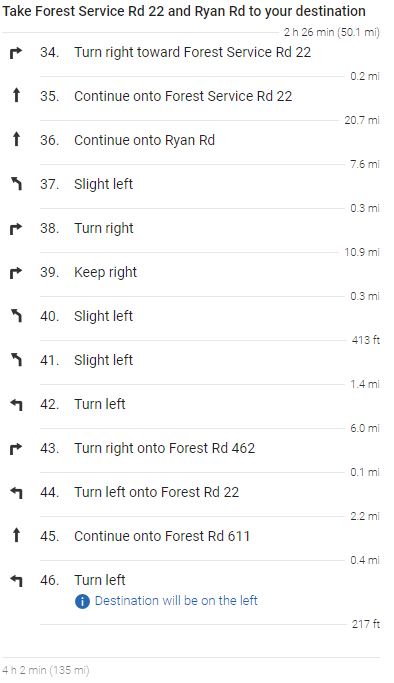 Take Forest Service Rd 22 and Ryan Rd to your destination
2 h 26 min (50.1 mi)
34. Turn right toward Forest Service Rd 22
0.2 mi
35. Continue onto Forest Service Rd 22
20.7 mi
36. Continue onto Ryan Rd
7.6 mi
37. Slight left
0.3 mi
38. Turn right
10.9 mi
39. Keep right
0.3 mi
40. Slight left
413 ft
41. Slight left
1.4 mi
42. Turn left
6.0 mi
43. Turn right onto Forest Rd 462
0.1 mi
44. Turn left onto Forest Rd 22
2.2 mi
45. Continue onto Forest Rd 611
0.4 mi
46. Turn left
Destination will be on the left
217 ft
4 h 2 min (135 mi)